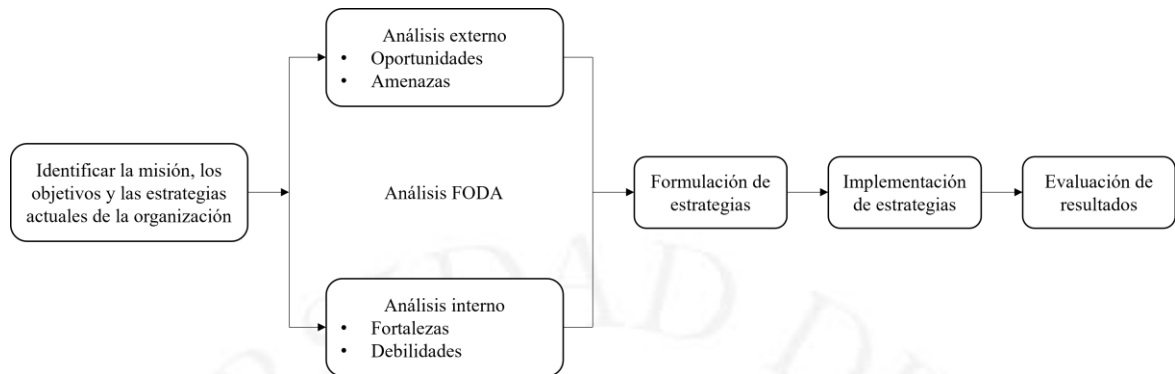 Análisis externo
• Oportunidades
• Amenazas
Identificar la misión, los
objetivos y las estrategias
actuales de la organización
Análisis FODA
Formulación de
estrategias
Implementación
de estrategias
Evaluación de
resultados
Análisis interno
• Fortalezas
• Debilidades